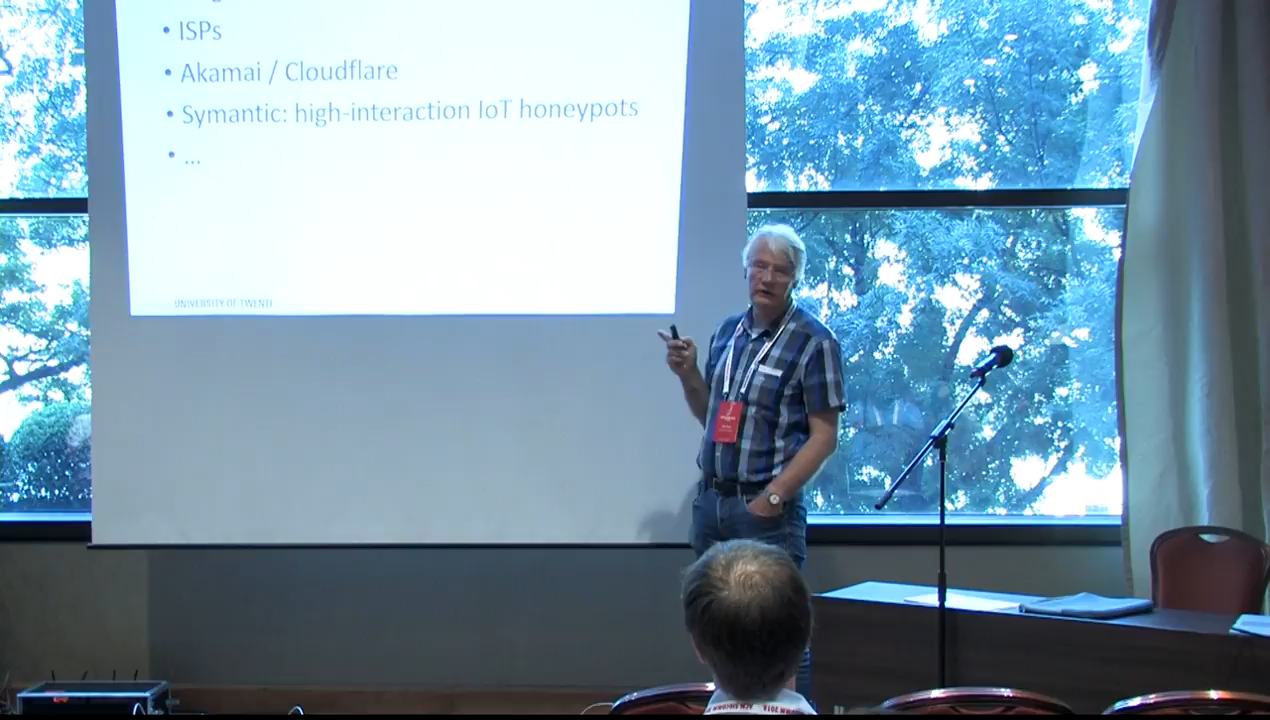 • ISPs
• Akamai / Cloudflare
• Symantic: high-interaction IoT honeypots
• ...
UNIVERSITY OF TWENTE